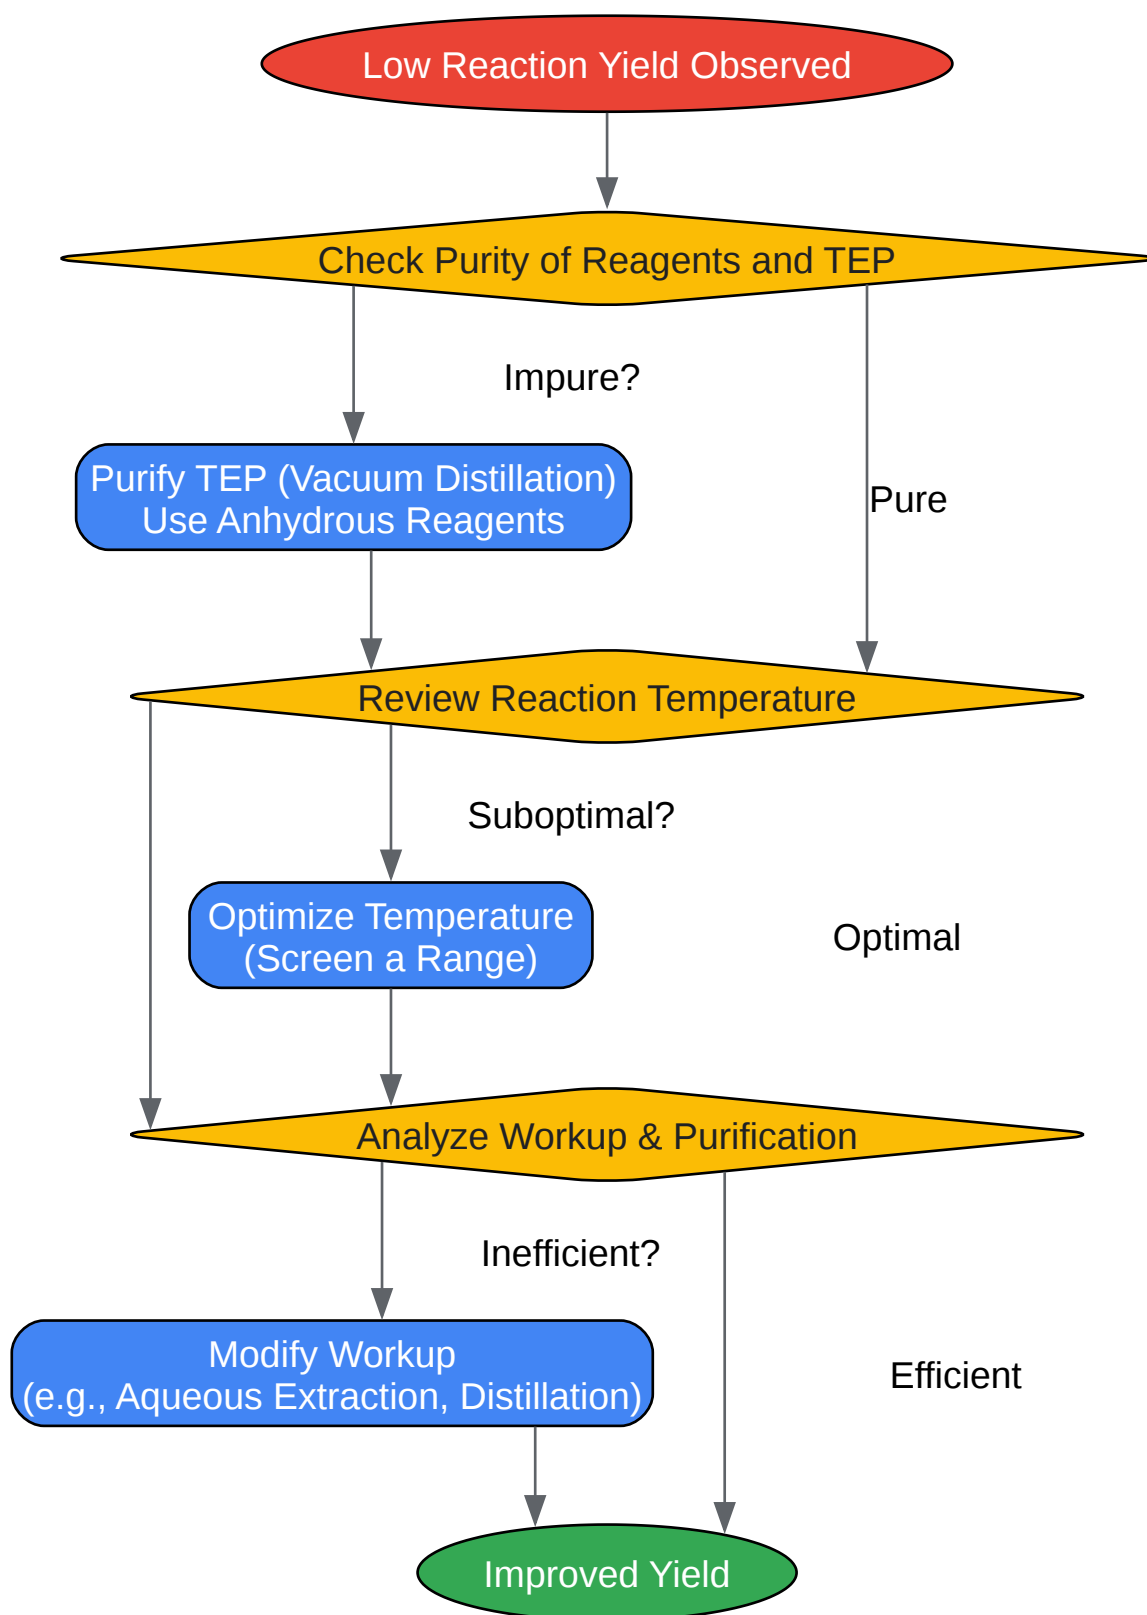 Low Reaction Yield Observed
Check Purity of Reagents and TEP
Impure?
Purify TEP (Vacuum Distillation)
Use Anhydrous Reagents
Pure
Review Reaction Temperature
Suboptimal?
Optimize Temperature
(Screen a Range)
Optimal
Analyze Workup & Purification
Inefficient?
Modify Workup
(e.g., Aqueous Extraction, Distillation)
Efficient
Improved Yield